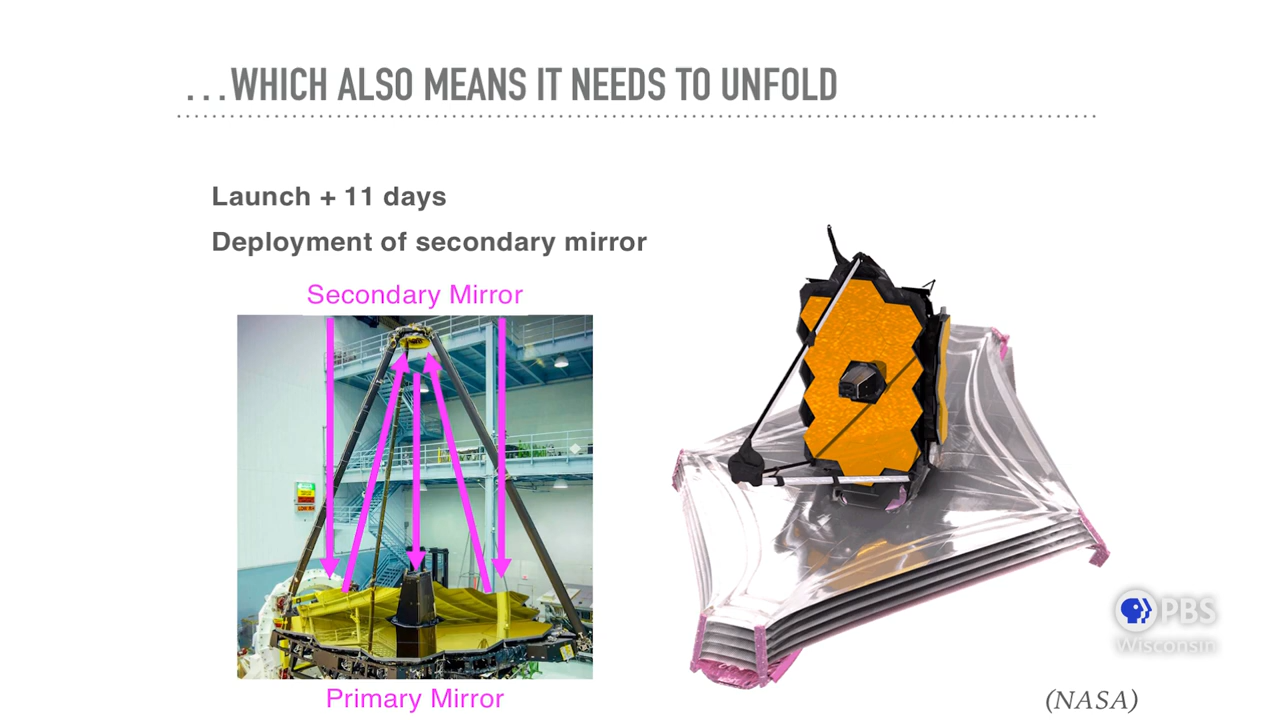 ...WHICH ALSO MEANS IT NEEDS TO UNFOLD
Launch + 11 days
Deployment of secondary mirror
Secondary Mirror
Primary Mirror
PBS
Wisconsin
(NASA)